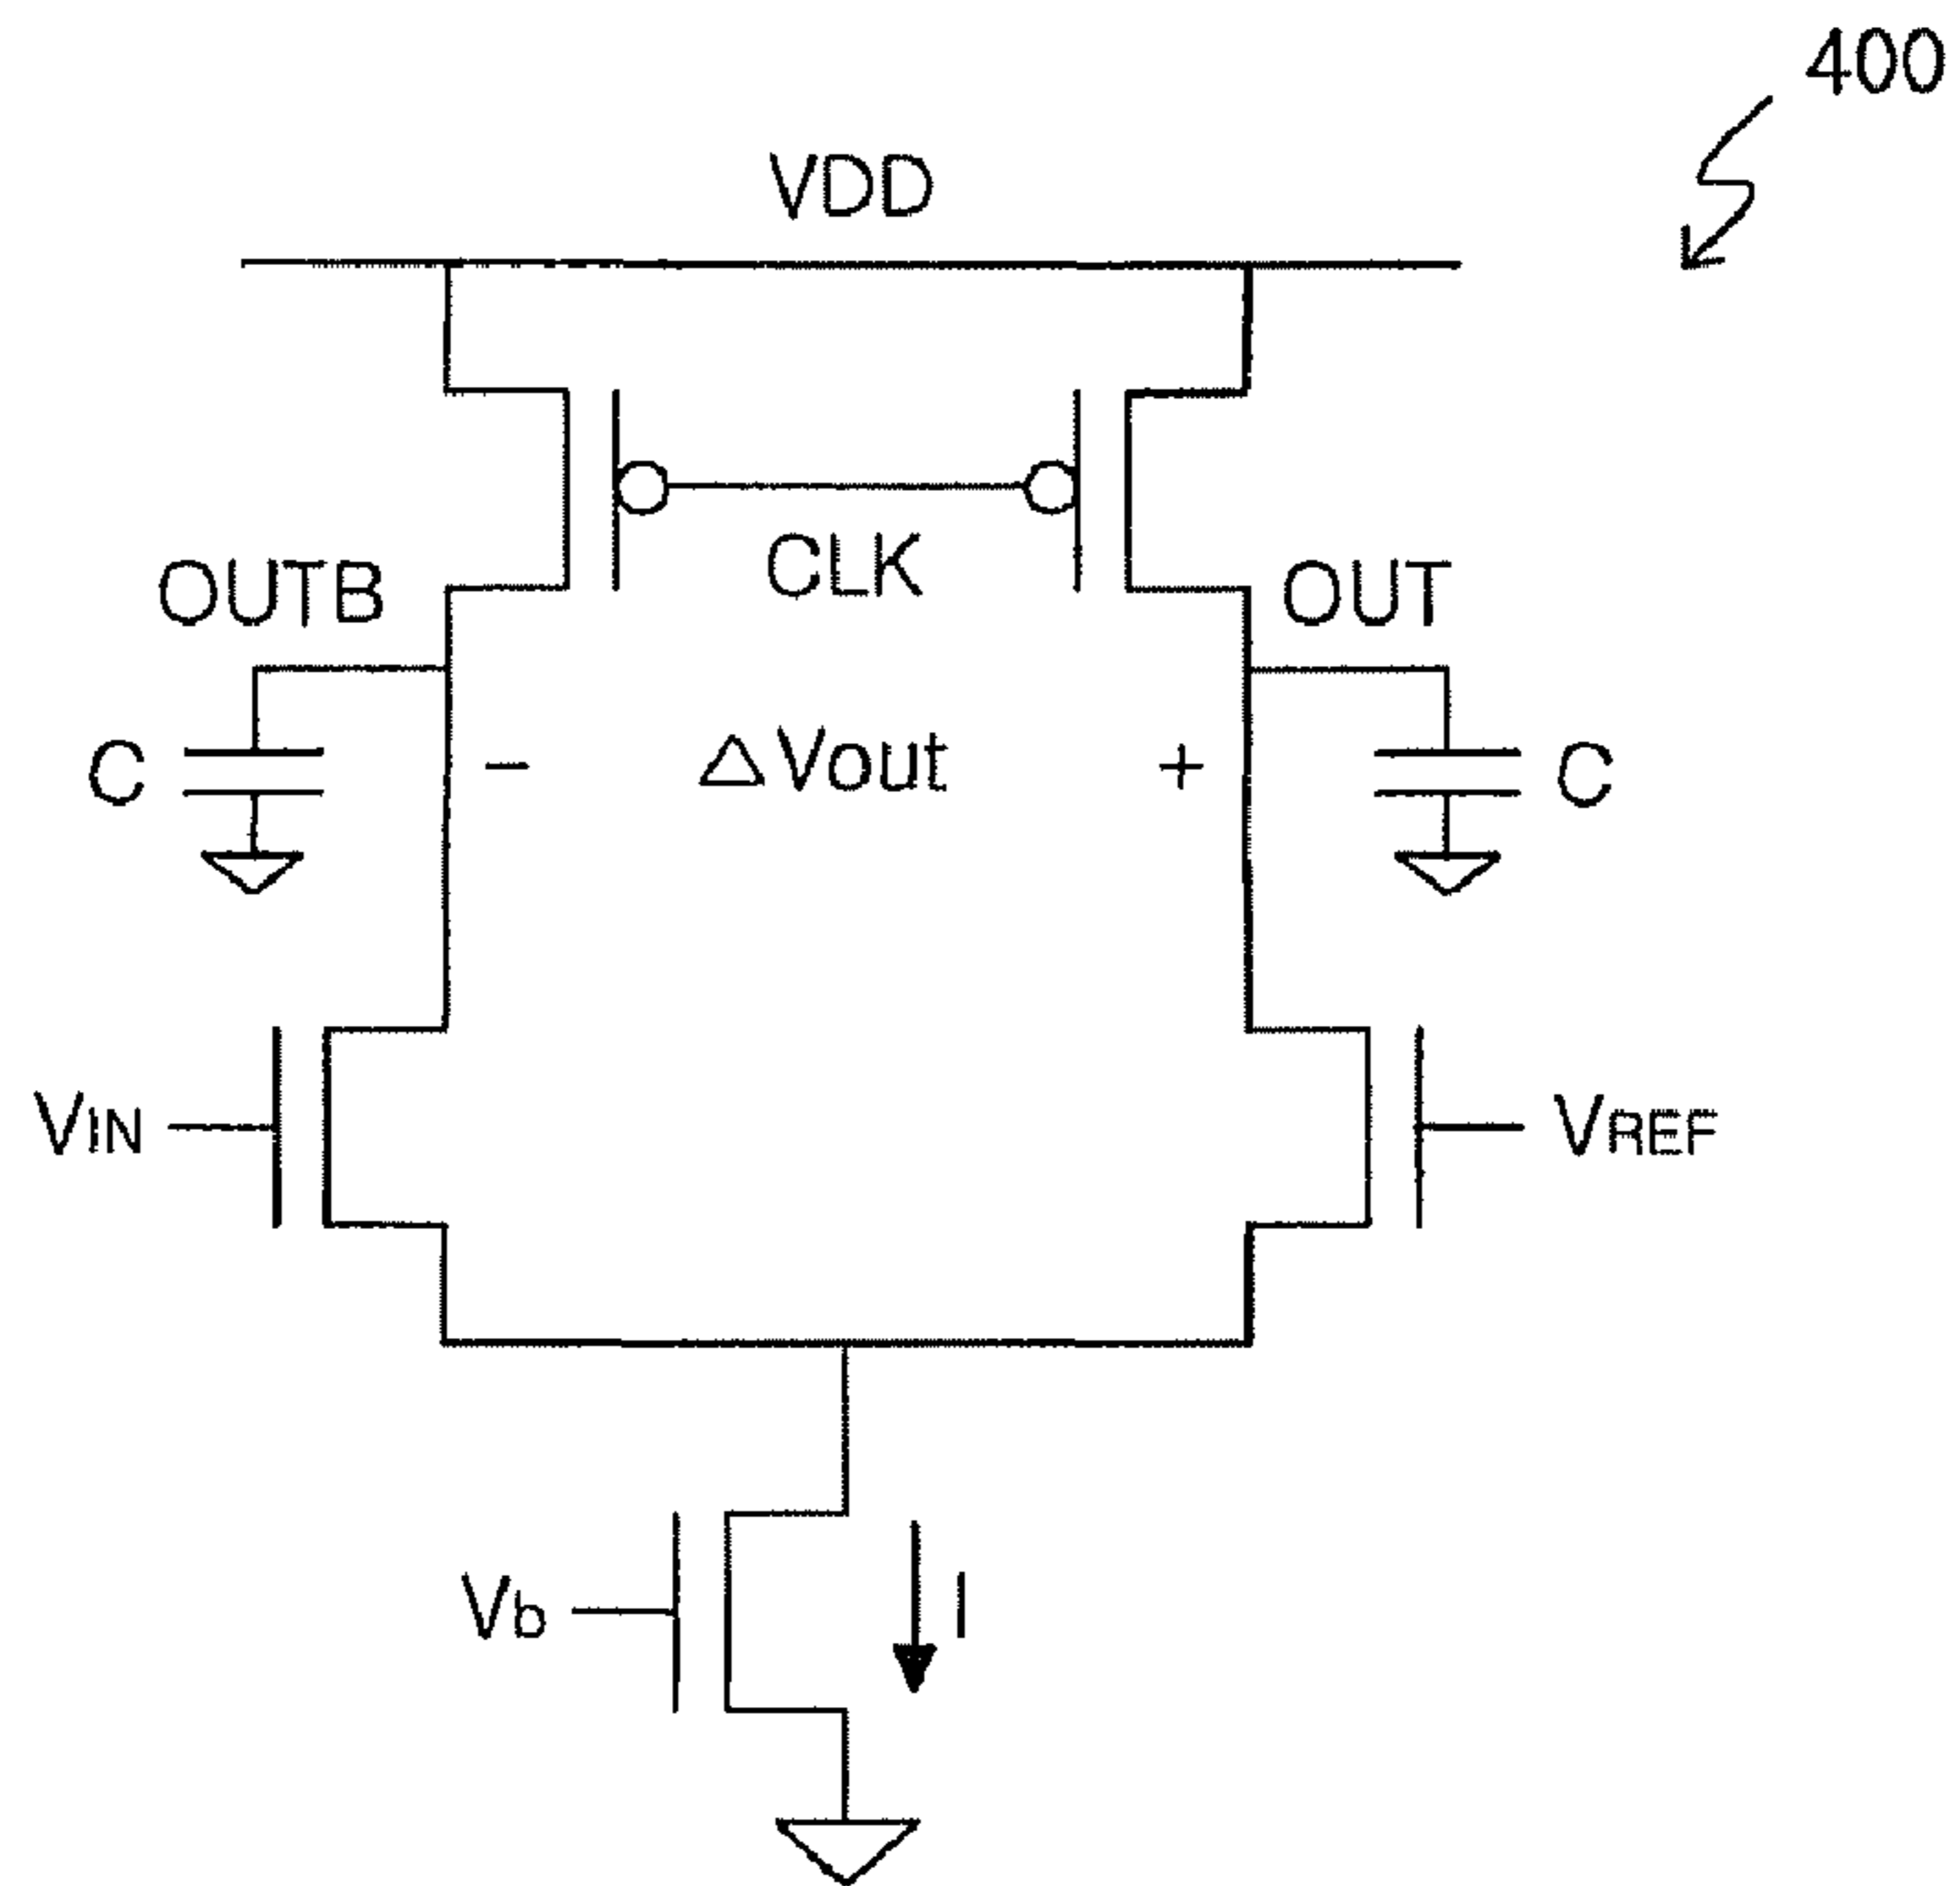 400
VDD
CLK
OUTB
OUT
C
- ΔVout +
C
VIN
VREF
Vb
I